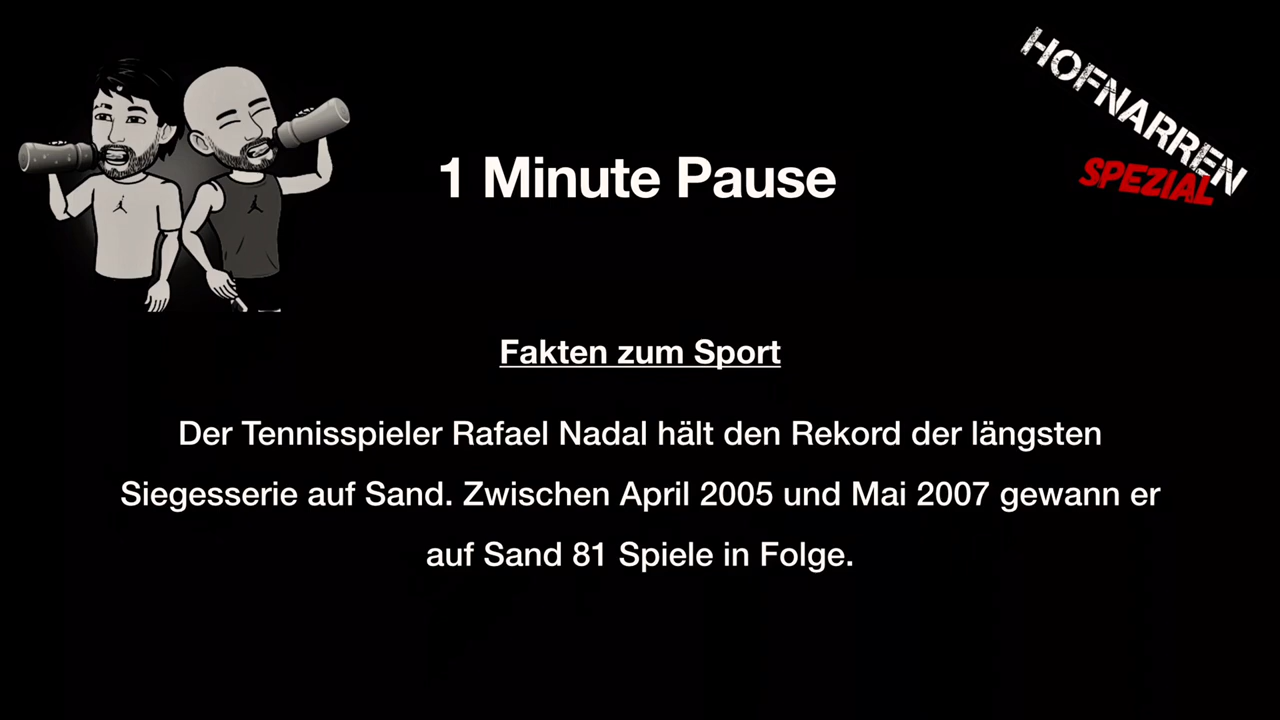 HOFNARREN
SPEZIAL
1 Minute Pause
Fakten zum Sport
Der Tennisspieler Rafael Nadal hält den Rekord der längsten
Siegesserie auf Sand. Zwischen April 2005 und Mai 2007 gewann er
auf Sand 81 Spiele in Folge.